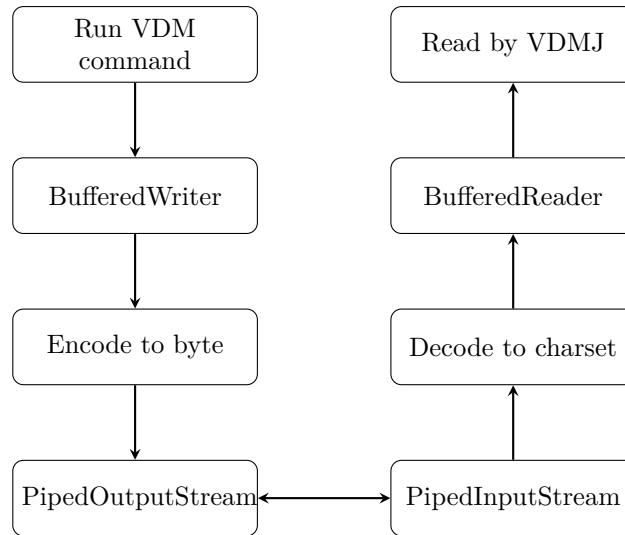 Run VDM
command
Read by VDMJ
BufferedWriter
BufferedReader
Encode to byte
Decode to charset
PipedOutputStream
PipedInputStream